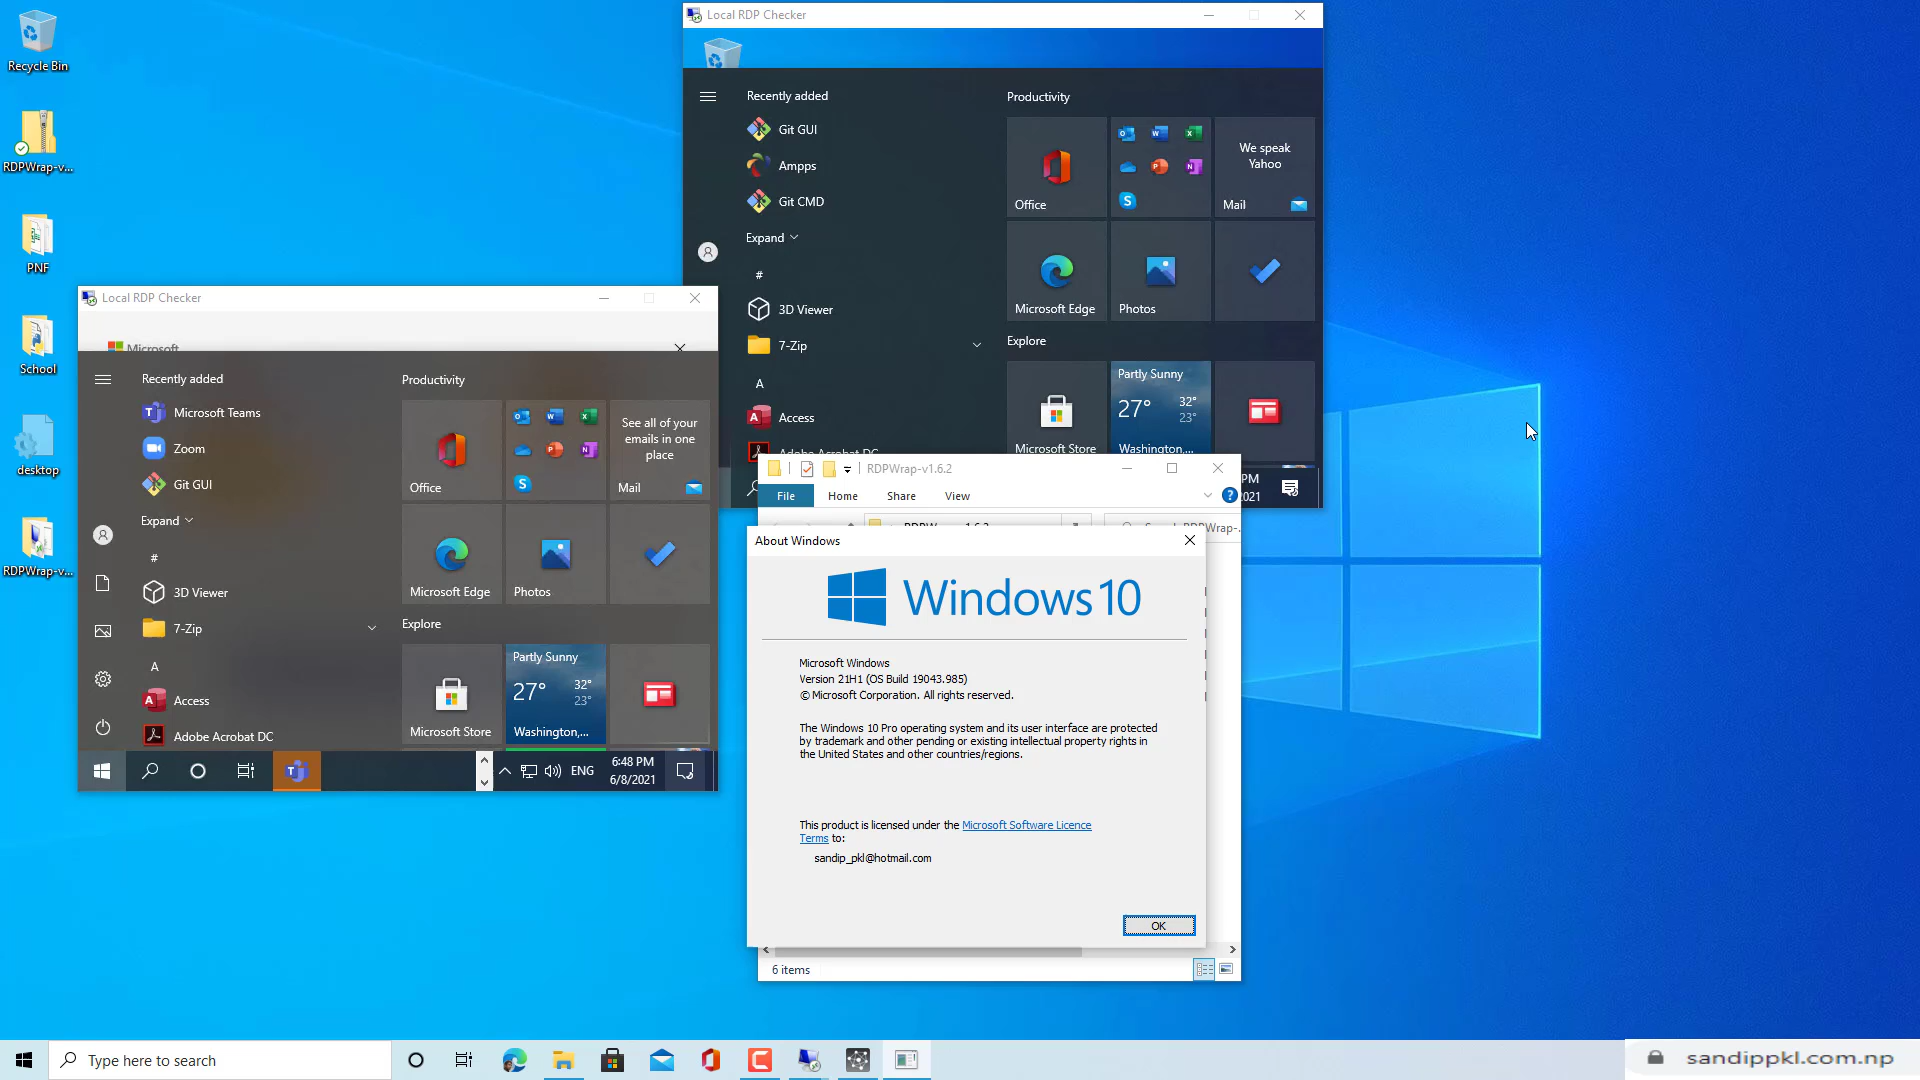 Recycle Bin
RDPWrap-v...
PNF
School
desktop
RDPWrap-v...
Local RDP Checker
Recently added
Git GUI
Ampps
Git CMD
Expand
#
3D Viewer
7-Zip
A
Access
Adobe Acrobat DC
Productivity
Office
We speak
Yahoo
Mail
Microsoft Edge
Photos
Explore
Microsoft Store
Partly Sunny
27°
32°
23°
Washington,...
PM
2021
Local RDP Checker
Microsoft
Recently added
Microsoft Teams
Zoom
Git GUI
Expand
#
3D Viewer
7-Zip
A
Access
Adobe Acrobat DC
Productivity
Office
See all of your
emails in one
place
Mail
Microsoft Edge
Photos
Explore
Microsoft Store
Partly Sunny
27°
32°
23°
Washington,...
ENG
6:48 PM
6/8/2021
RDPWrap-v1.6.2
File Home Share View
About Windows
Windows 10
Microsoft Windows
Version 21H1 (OS Build 19043.985)
© Microsoft Corporation. All rights reserved.
The Windows 10 Pro operating system and its user interface are protected
by trademark and other pending or existing intellectual property rights in
the United States and other countries/regions.
This product is licensed under the Microsoft Software Licence
Terms to:
sandip_pkl@hotmail.com
OK
6 items
Type here to search
sandippkl.com.np